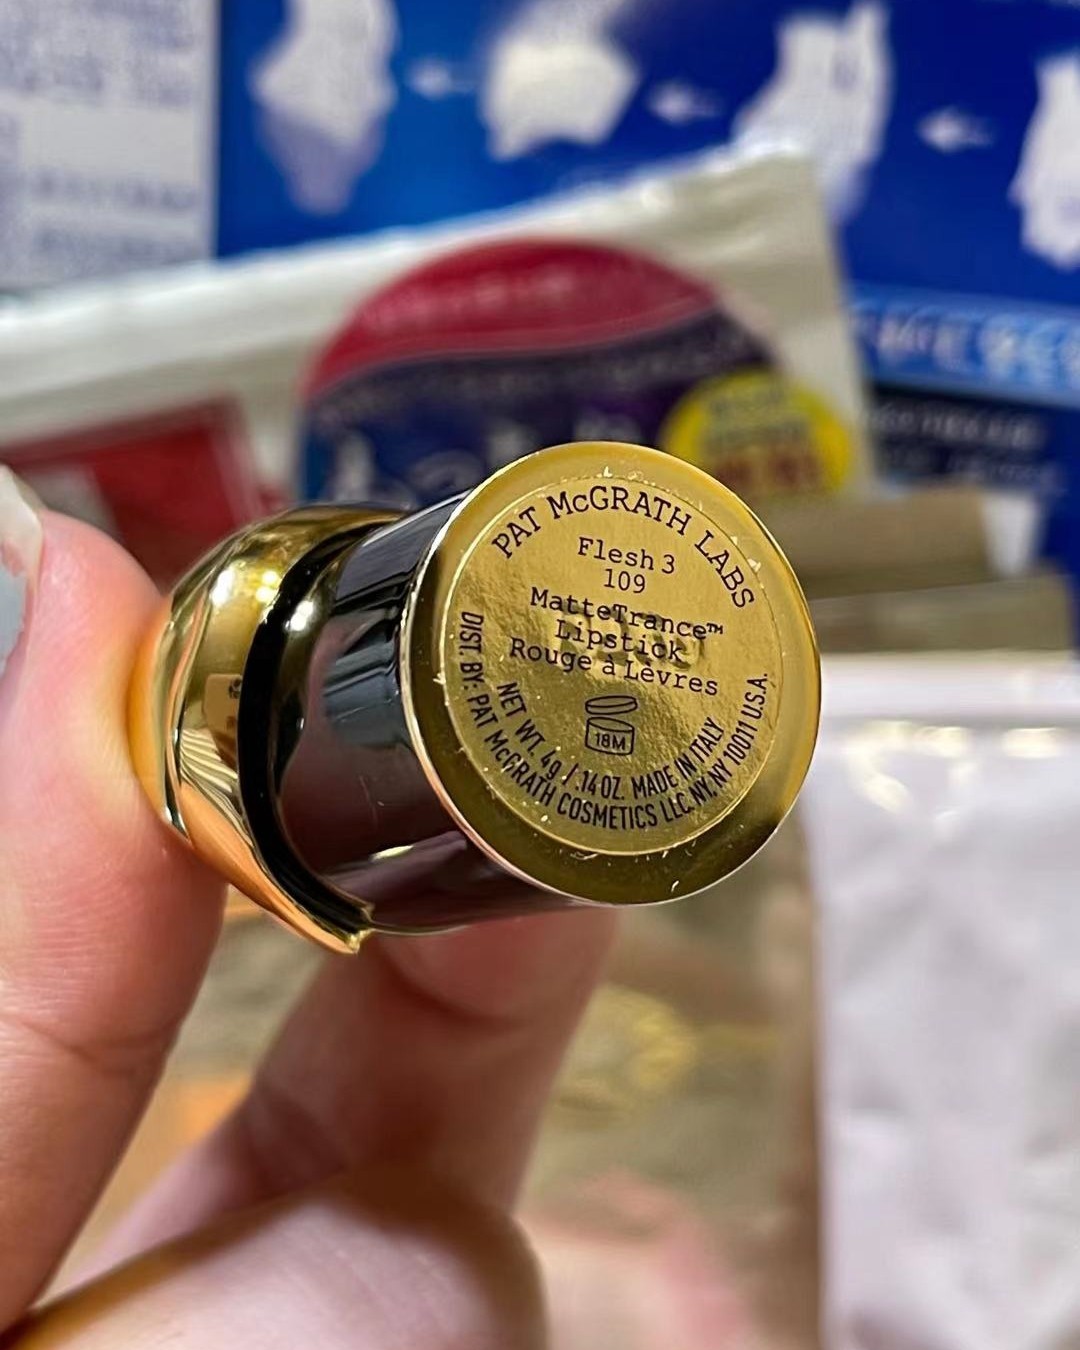 PAT McGRATH LABS
Flesh 3
109
MatteTrance™
Lipstick
Rouge à Lèvres
18M
NET WT. 4g / .14 OZ. MADE IN ITALY
DIST. BY: PAT McGRATH COSMETICS LLC, NY, NY 10011 U.S.A.